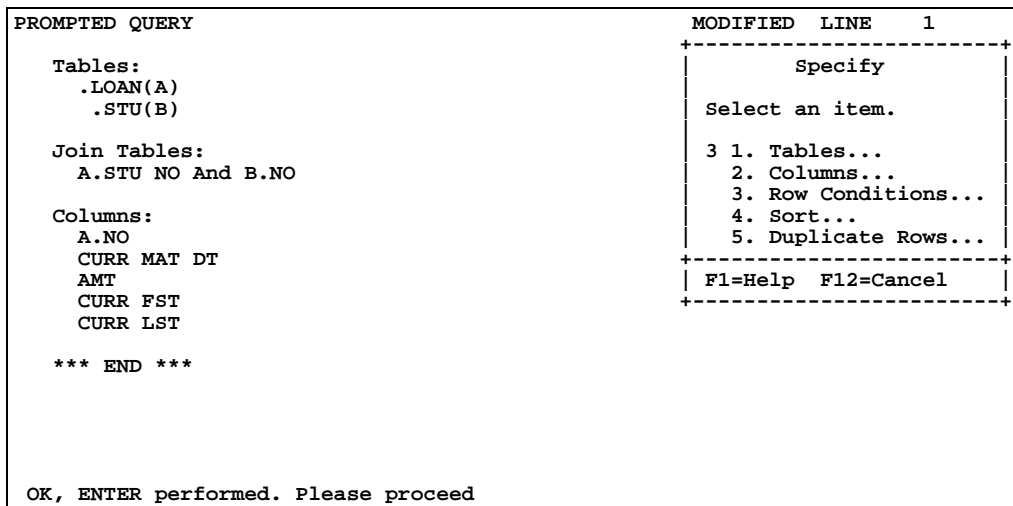 PROMPTED QUERY MODIFIED LINE 1
Tables:
.LOAN(A)
.STU(B)
Join Tables:
A.STU NO And B.NO
Columns:
A.NO
CURR MAT DT
AMT
CURR FST
CURR LST
*** END ***
Specify
Select an item.
3 1. Tables...
2. Columns...
3. Row Conditions...
4. Sort...
5. Duplicate Rows...
F1=Help F12=Cancel
OK, ENTER performed. Please proceed